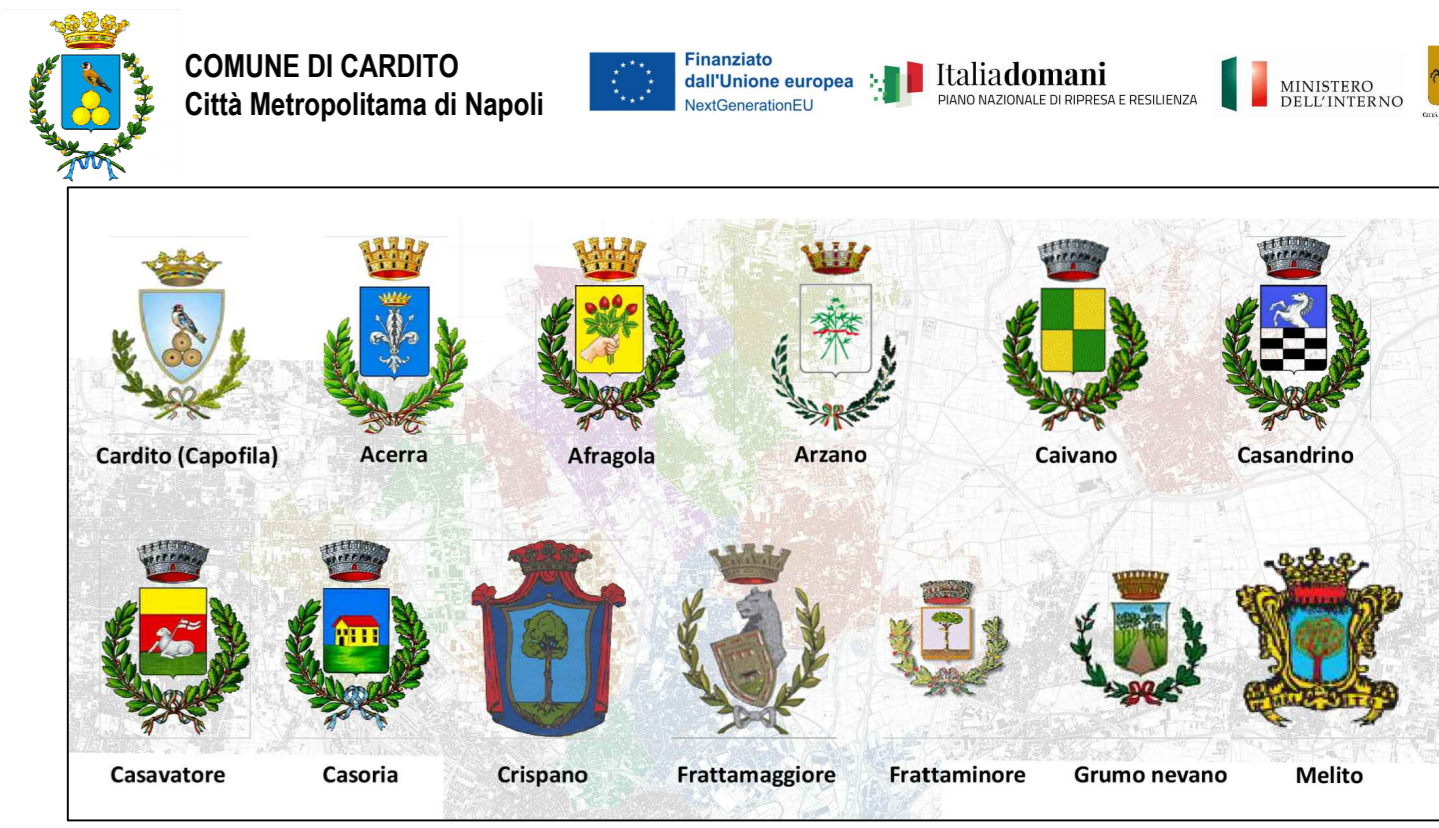 COMUNE DI CARDITO
Città Metropolitama di Napoli
Finanziato
dall'Unione europea
NextGenerationEU
Italiadomani
PIANO NAZIONALE DI RIPRESA E RESILIENZA
MINISTERO
DELL'INTERNO
Cardito (Capofila)
Acerra
Afragola
Arzano
Caivano
Casandrino
Casavatore
Casoria
Crispano
Frattamaggiore
Frattaminore
Grumo nevano
Melito